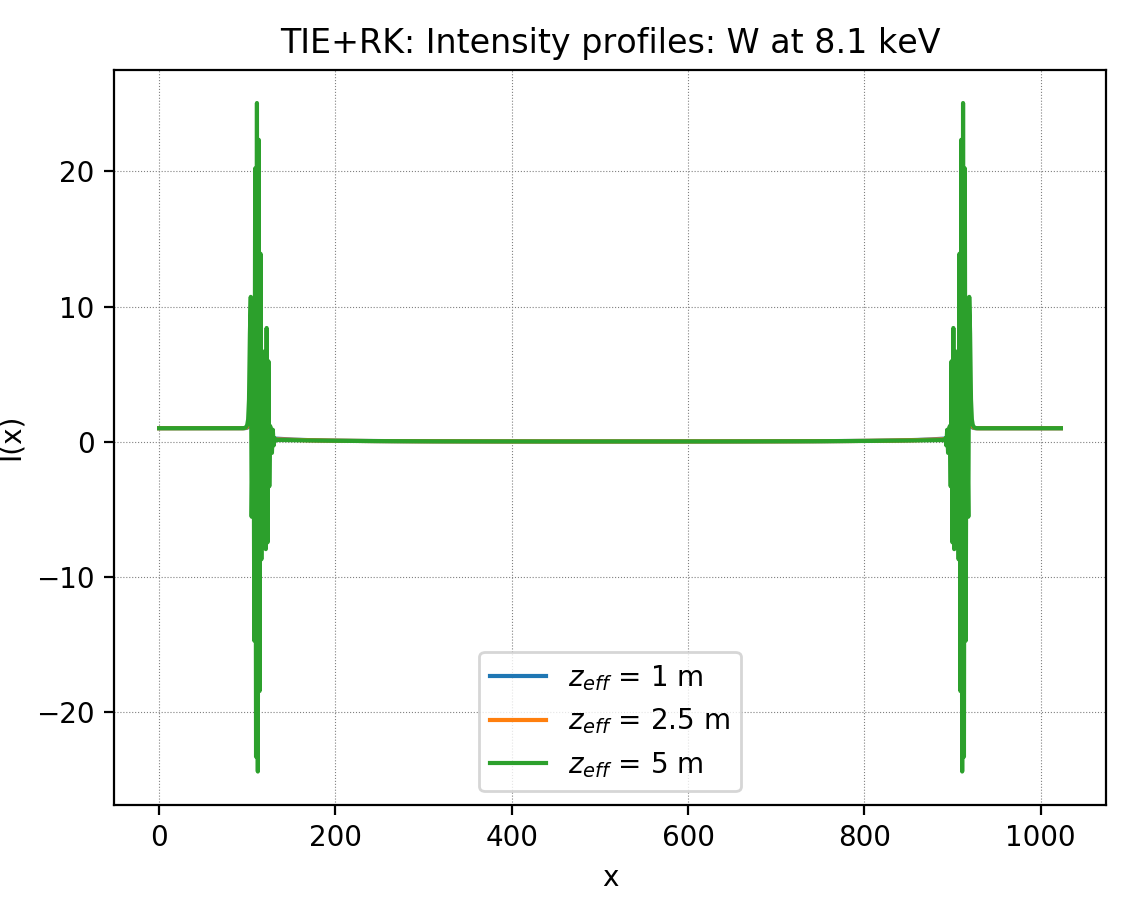 TIE+RK: Intensity profiles: W at 8.1 keV
20
10
0
−10
−20
I(x)
z_eff = 1 m
z_eff = 2.5 m
z_eff = 5 m
0 200 400 600 800 1000
x